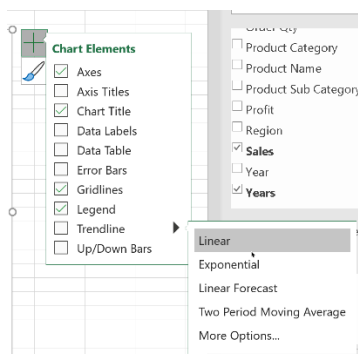 Order Qty
Product Category
Product Name
Product Sub Category
Profit
Region
Sales
Year
Years
Chart Elements
Axes
Axis Titles
Chart Title
Data Labels
Data Table
Error Bars
Gridlines
Legend
Trendline
Up/Down Bars
Linear
Exponential
Linear Forecast
Two Period Moving Average
More Options...